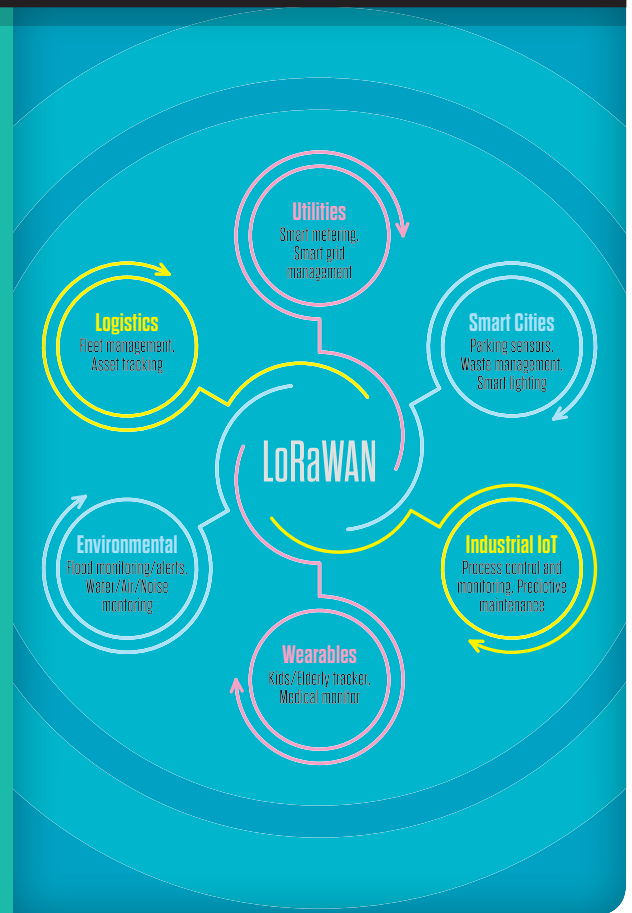 Utilities
Smart metering,
Smart grid
management
Logistics
Fleet management,
Asset tracking
Smart Cities
Parking sensors,
Waste management,
Smart lighting
LoRaWAN
Environmental
Flood monitoring/alerts,
Water/Air/Noise
monitoring
Industrial IoT
Process control and
monitoring, Predictive
maintenance
Wearables
Kids/Elderly tracker,
Medical monitor